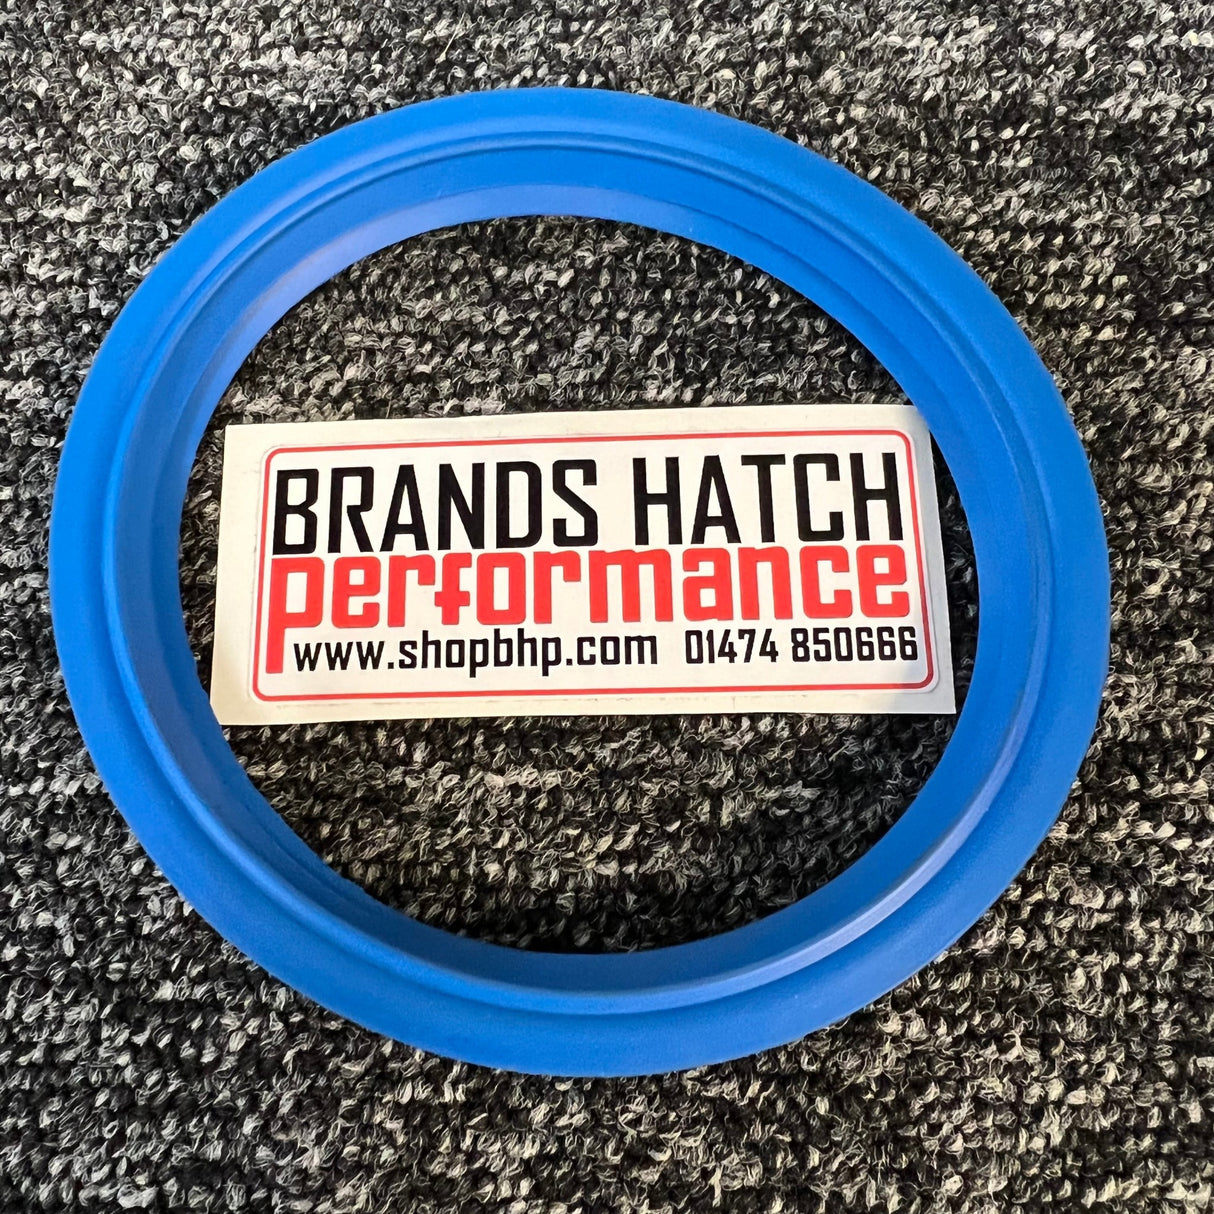 BRANDS HATCH
performance
www.shopbhp.com 01474 850666